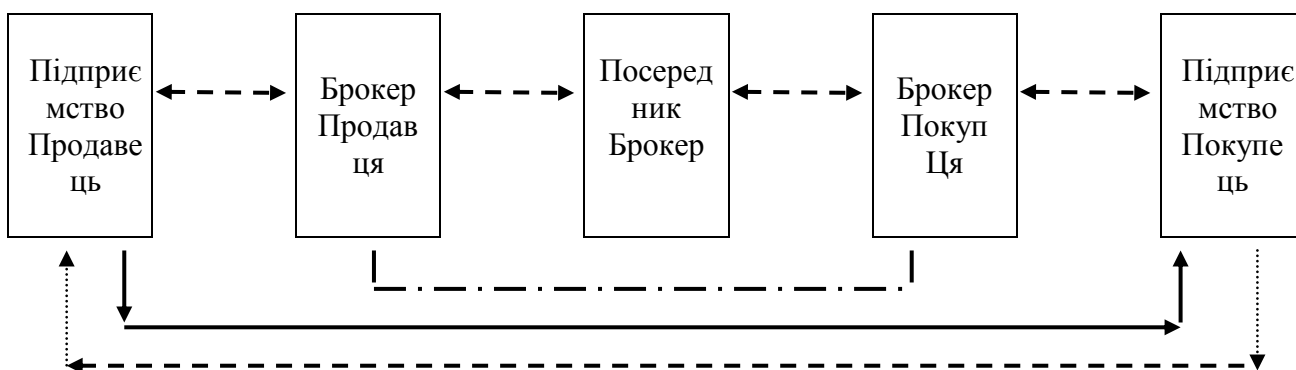 Підприє
мство
Продаве
ць
Брокер
Продав
ця
Посеред
ник
Брокер
Брокер
Покуп
Ця
Підприє
мство
Покупе
ць